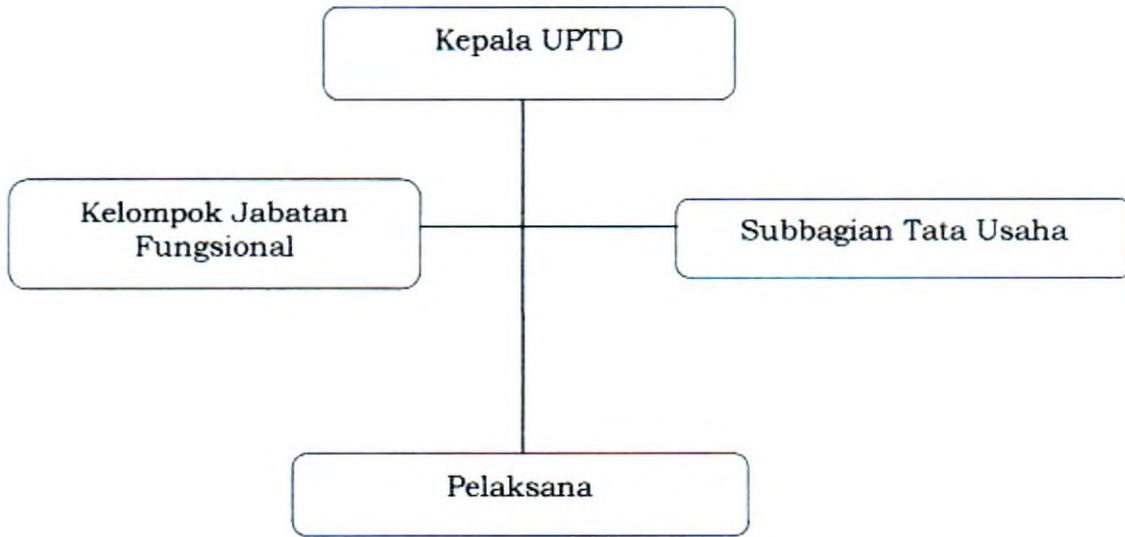 Kepala UPTD
Kelompok Jabatan
Fungsional
Subbagian Tata Usaha
Pelaksana